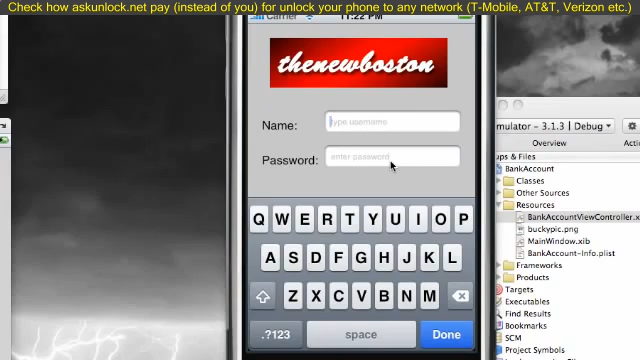 Check how askunlock.net pay (instead of you) for unlock your phone to any network (T-Mobile, AT&T, Verizon etc.)
Carrier 11:22 PM
thenewboston
Name: Type username
Password: enter password
Q W E R T Y U I O P
A S D F G H J K L
Z X C V B N M
.?123 space Done
mulator - 3.1.3 | Debug
Overview Actio
ups & Files
BankAccount
Classes
Other Sources
Resources
BankAccountViewController.x
buckypic.png
MainWindow.xib
BankAccount-Info.plist
Frameworks
Products
Targets
Executables
Find Results
Bookmarks
SCM
Project Symbols